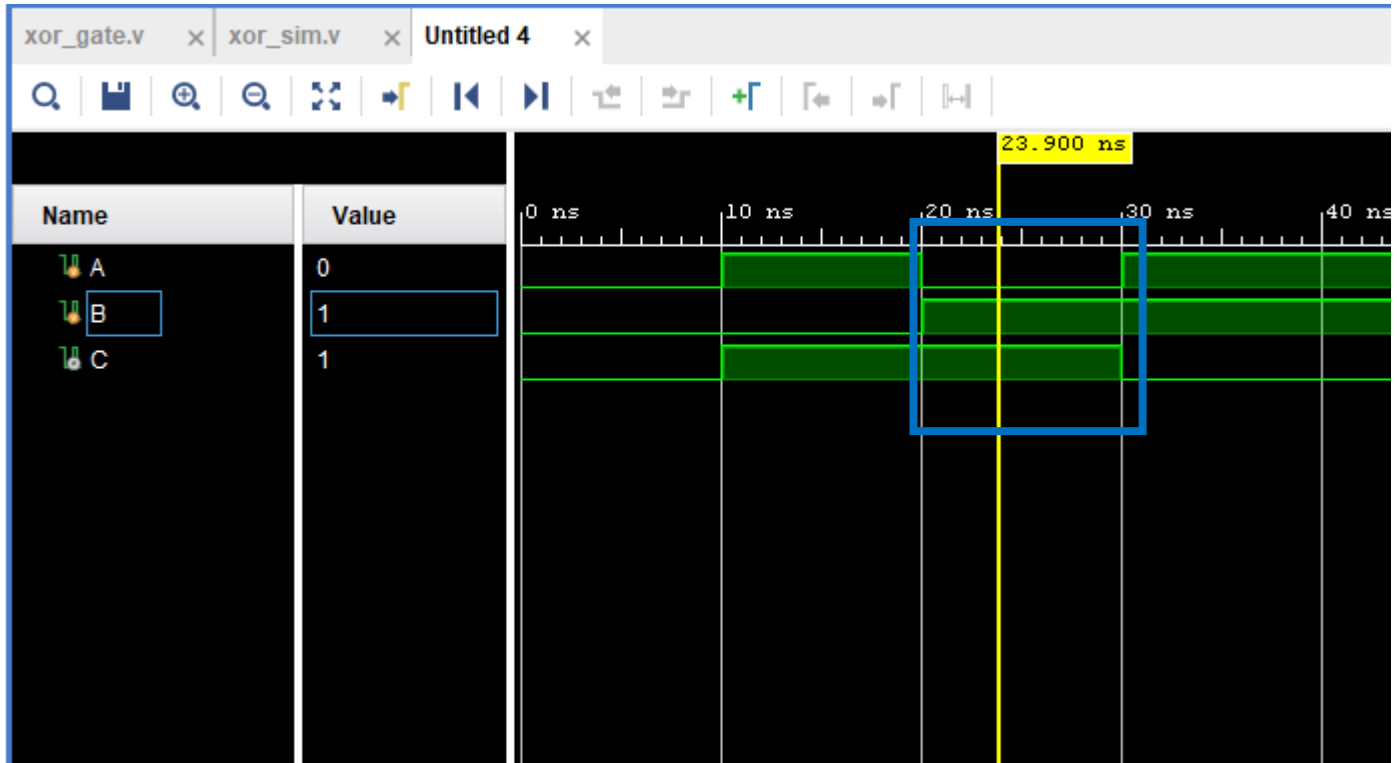 xor_gate.v xor_sim.v Untitled 4
23.900 ns
Name Value 0 ns 10 ns 20 ns 30 ns 40 ns
A 0
B 1
C 1